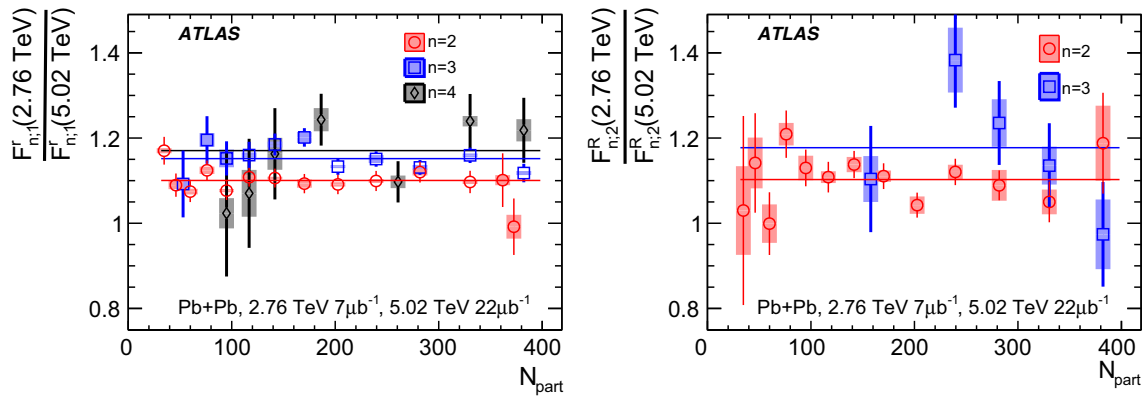 F^r_{n;1}(2.76 TeV)
F^r_{n;1}(5.02 TeV)
1.4
1.2
1
0.8
ATLAS
n=2
n=3
n=4
Pb+Pb, 2.76 TeV 7μb⁻¹, 5.02 TeV 22μb⁻¹
0 100 200 300 400
N_part
F^R_{n;2}(2.76 TeV)
F^R_{n;2}(5.02 TeV)
1.4
1.2
1
0.8
ATLAS
n=2
n=3
Pb+Pb, 2.76 TeV 7μb⁻¹, 5.02 TeV 22μb⁻¹
0 100 200 300 400
N_part